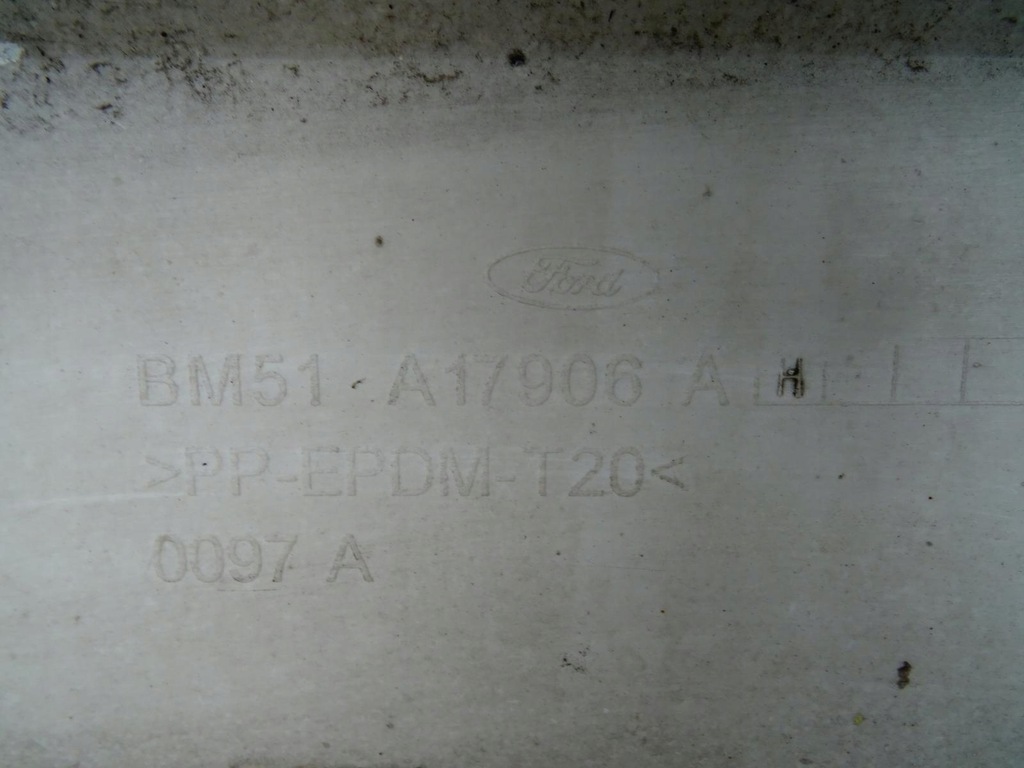 Ford
BM51 A17906 A H
>PP-EPDM-T20<
0097 A